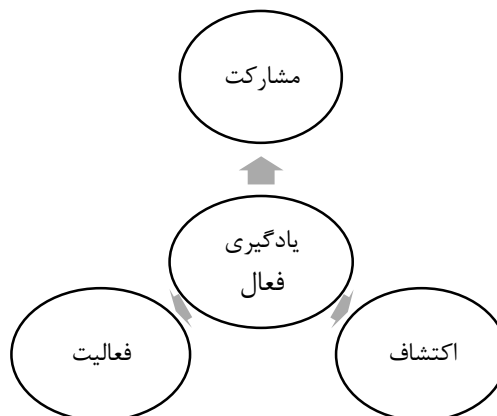 مشارکت
یادگیری
فعال
اکتشاف
فعالیت